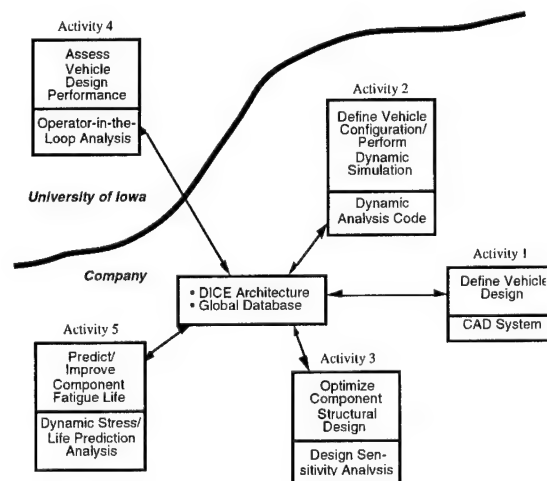 Activity 4
Assess
Vehicle
Design
Performance
Operator-in-the-
Loop Analysis
Activity 2
Define Vehicle
Configuration/
Perform
Dynamic
Simulation
Dynamic
Analysis Code
University of Iowa
Company
• DICE Architecture
• Global Database
Activity 1
Define Vehicle
Design
CAD System
Activity 5
Predict/
Improve
Component
Fatigue Life
Dynamic Stress/
Life Prediction
Analysis
Activity 3
Optimize
Component
Structural
Design
Design Sen-
sitivity Analysis